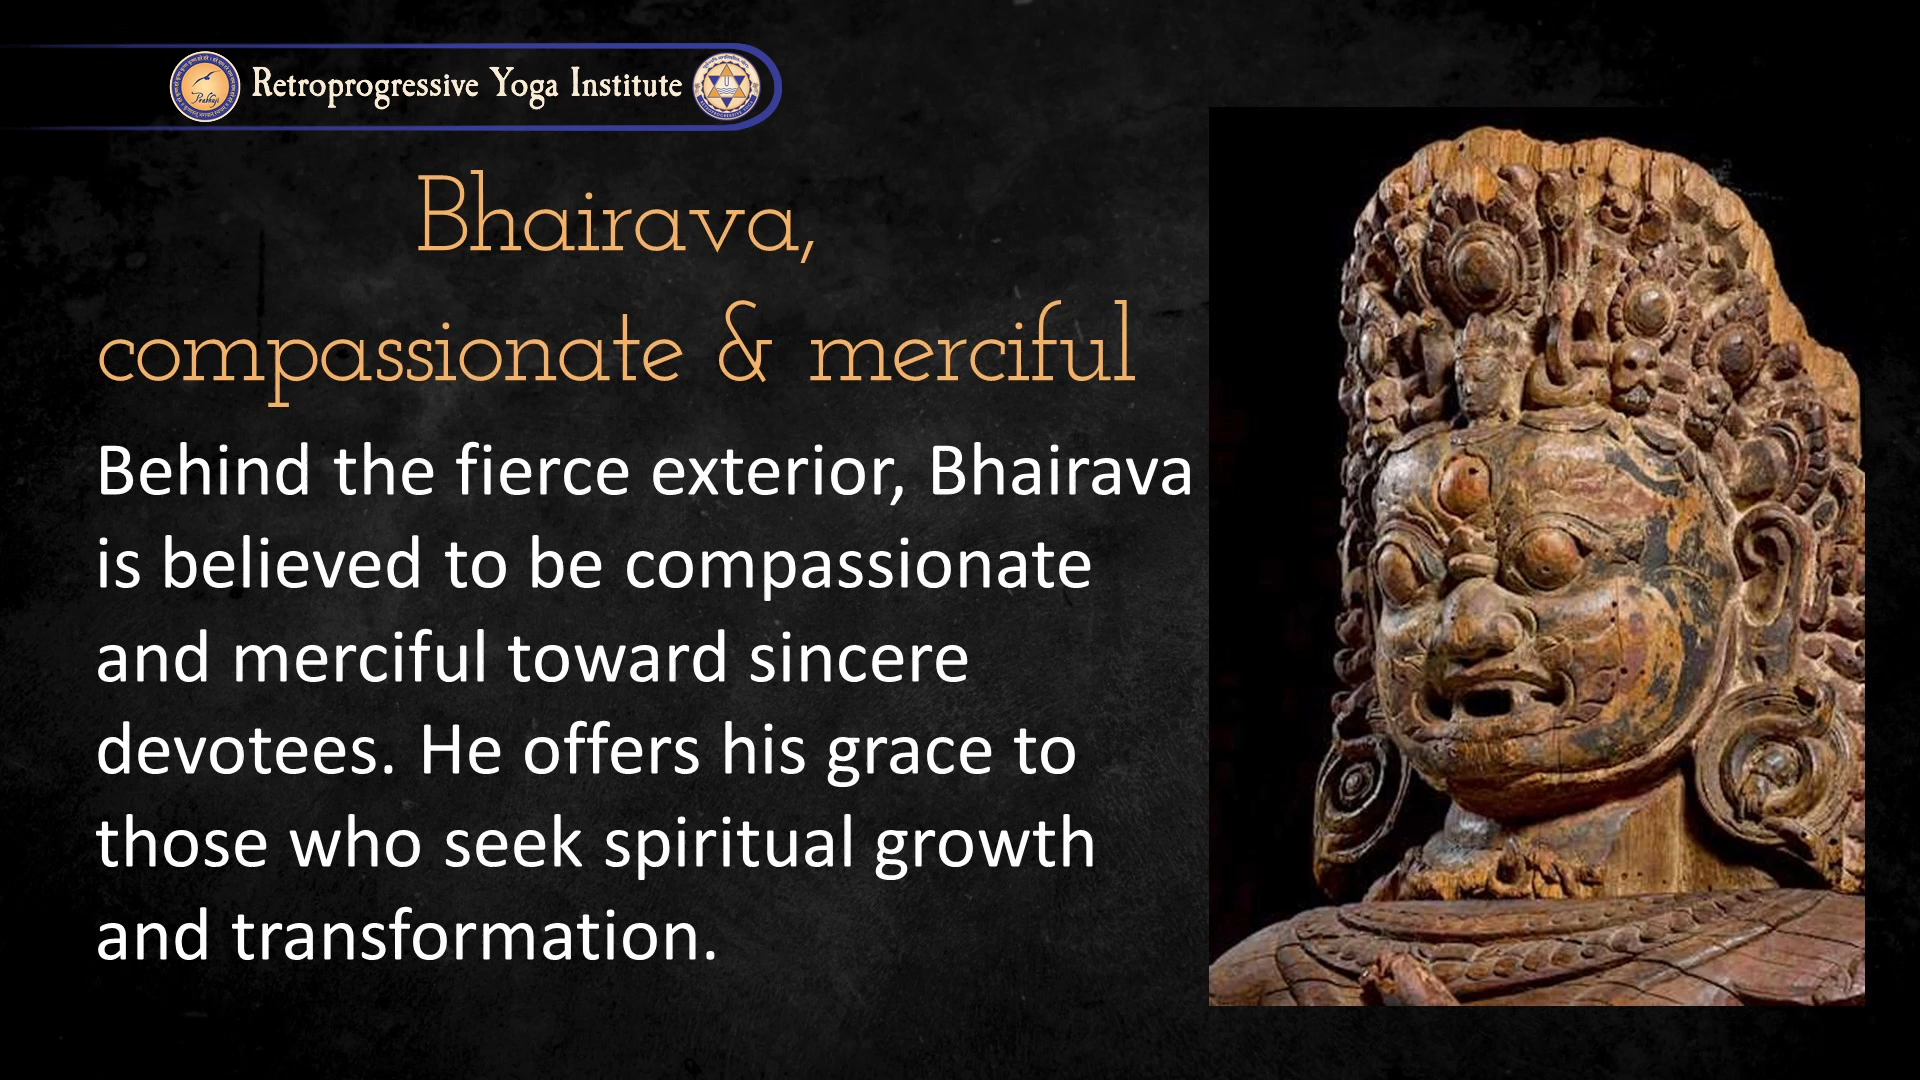 Prabhuji
Retroprogressive Yoga Institute
Bhairava,
compassionate & merciful
Behind the fierce exterior, Bhairava
is believed to be compassionate
and merciful toward sincere
devotees. He offers his grace to
those who seek spiritual growth
and transformation.